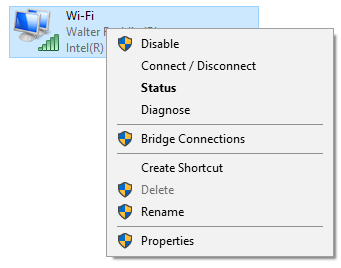 Wi-Fi
Walter
Intel(R)
Disable
Connect / Disconnect
Status
Diagnose
Bridge Connections
Create Shortcut
Delete
Rename
Properties